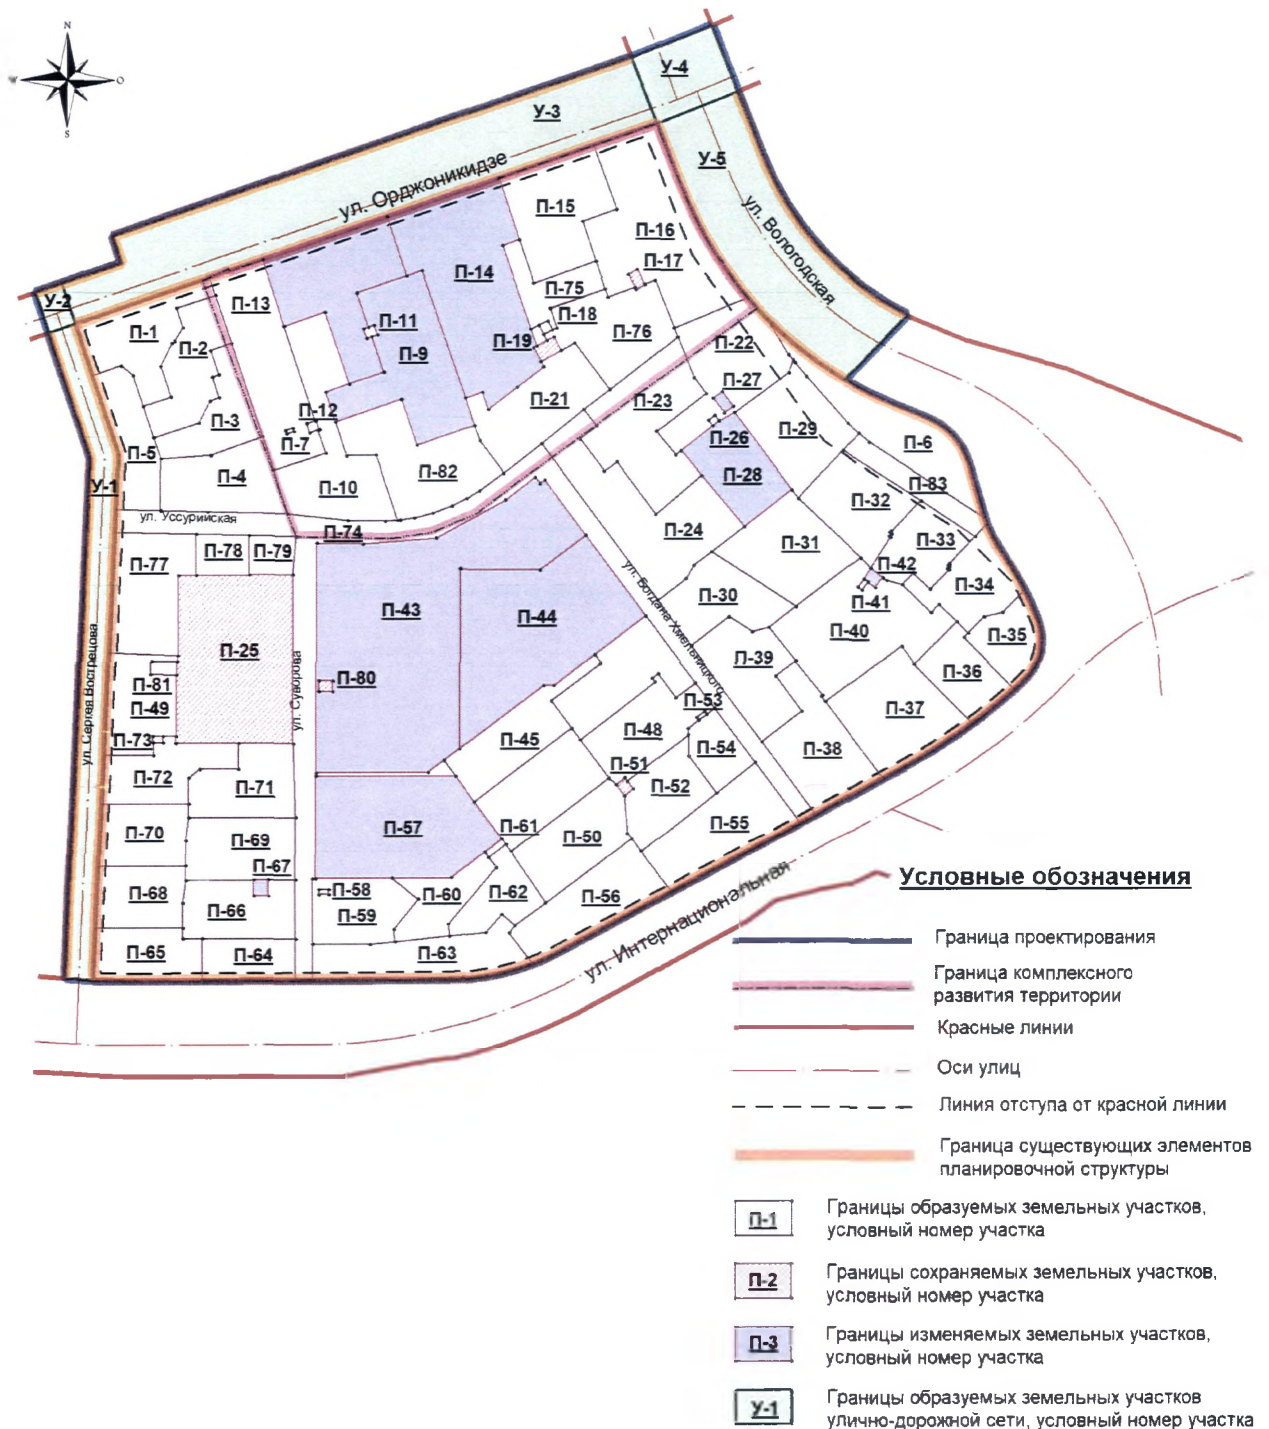 N
W
O
S
У-4
У-3
У-5
ул. Орджоникидзе
ул. Вологодская
У-2
У-1
П-15
П-16
П-17
П-14
П-13
П-75
П-18
П-76
П-19
П-11
П-9
П-1
П-2
П-3
П-5
П-4
П-12
П-7
П-10
П-82
П-21
П-22
П-23
П-27
П-26
П-28
П-29
П-6
П-83
П-32
П-33
П-24
П-31
П-42
П-41
П-34
П-35
П-30
П-40
П-36
П-39
П-37
П-38
ул. Уссурийская
П-74
П-78
П-79
П-77
П-43
П-44
П-25
П-80
П-81
П-49
П-73
П-72
П-71
П-70
П-69
П-67
П-68
П-66
П-65
П-64
ул. Сергея Вострецова
ул. Суворова
ул. Богдана Хмельницкого
П-45
П-48
П-53
П-54
П-51
П-52
П-57
П-61
П-50
П-55
П-58
П-59
П-60
П-62
П-56
П-63
ул. Интернациональная
Условные обозначения
Граница проектирования
Граница комплексного
развития территории
Красные линии
Оси улиц
Линия отступа от красной линии
Граница существующих элементов
планировочной структуры
П-1
Границы образуемых земельных участков,
условный номер участка
П-2
Границы сохраняемых земельных участков,
условный номер участка
П-3
Границы изменяемых земельных участков,
условный номер участка
У-1
Границы образуемых земельных участков
улично-дорожной сети, условный номер участка